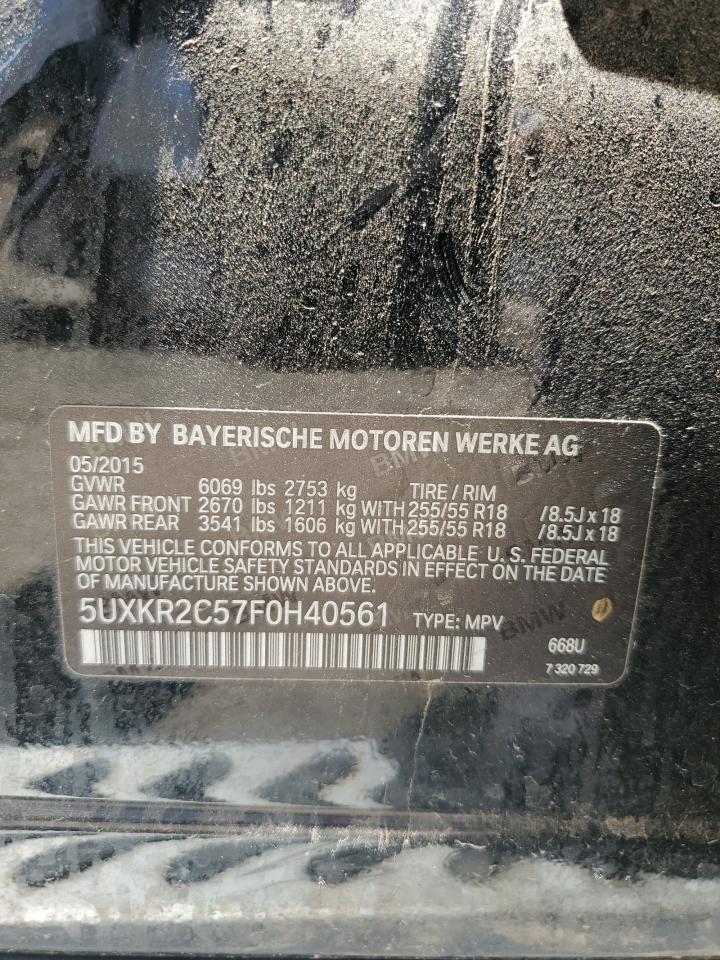 MFD BY BAYERISCHE MOTOREN WERKE AG
05/2015
GVWR 6069 lbs 2753 kg TIRE / RIM
GAWR FRONT 2670 lbs 1211 kg WITH 255/55 R18 /8.5J x 18
GAWR REAR 3541 lbs 1606 kg WITH 255/55 R18 /8.5J x 18
THIS VEHICLE CONFORMS TO ALL APPLICABLE U.S. FEDERAL
MOTOR VEHICLE SAFETY STANDARDS IN EFFECT ON THE DATE
OF MANUFACTURE SHOWN ABOVE.
5UXKR2C57F0H40561 TYPE: MPV
668U
7 320 729